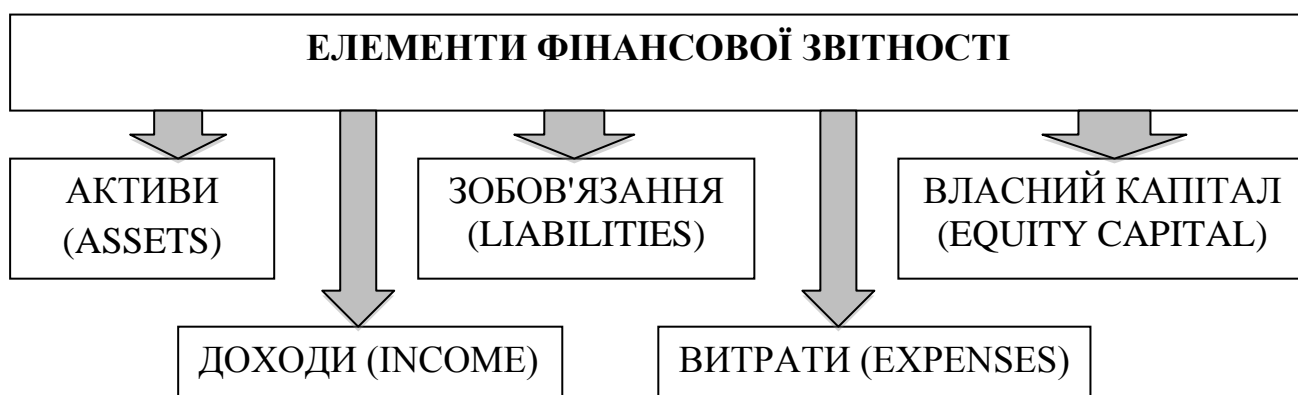 ЕЛЕМЕНТИ ФІНАНСОВОЇ ЗВІТНОСТІ
АКТИВИ
(ASSETS)
ЗОБОВ'ЯЗАННЯ
(LIABILITIES)
ВЛАСНИЙ КАПІТАЛ
(EQUITY CAPITAL)
ДОХОДИ (INCOME)
ВИТРАТИ (EXPENSES)